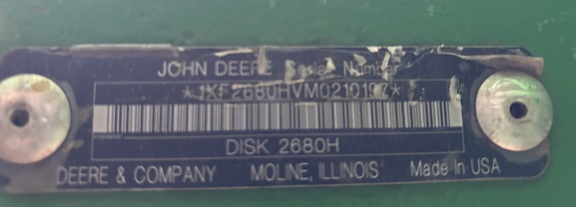 JOHN DEERE Serial Number
*1XF2680HVM0210197*
DISK 2680H
DEERE & COMPANY MOLINE, ILLINOIS Made In USA